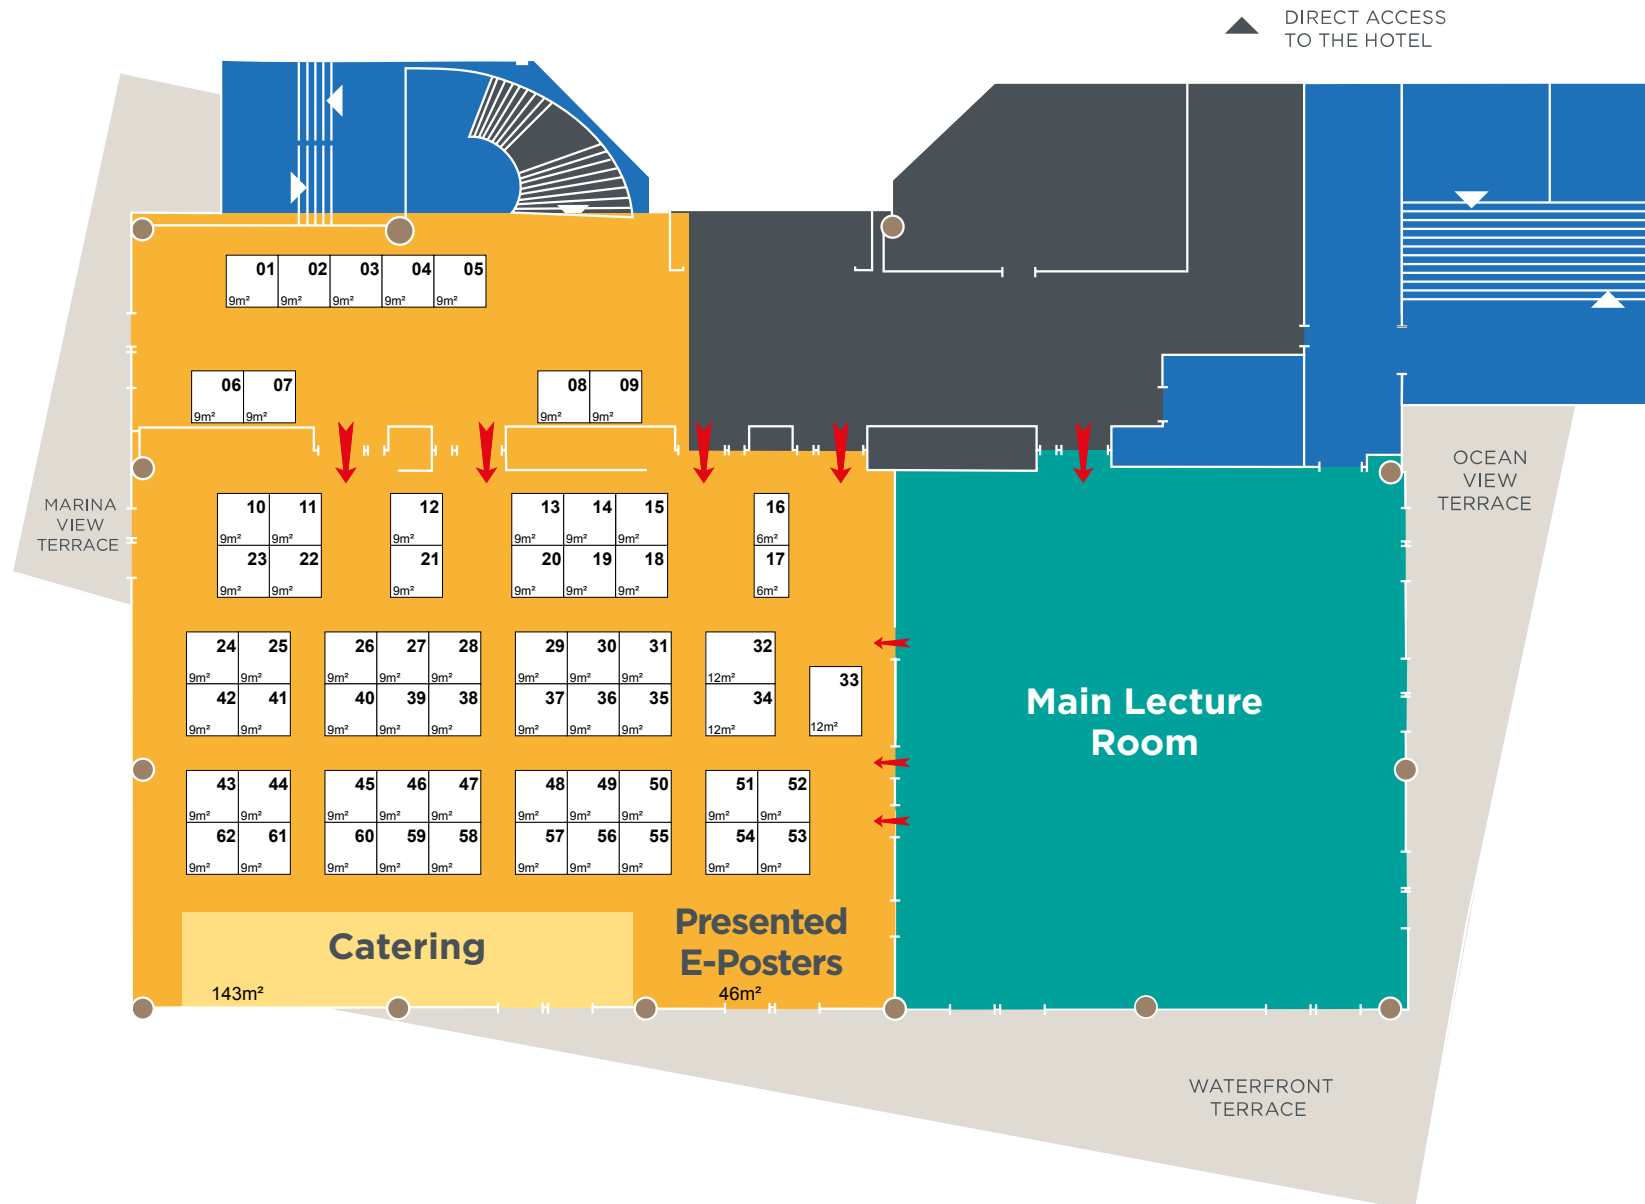 DIRECT ACCESS
TO THE HOTEL
01 02 03 04 05
9m² 9m² 9m² 9m² 9m²
06 07 08 09
9m² 9m² 9m² 9m²
MARINA
VIEW
TERRACE
OCEAN
VIEW
TERRACE
10 11 12 13 14 15 16
9m² 9m² 9m² 9m² 9m² 9m² 6m²
23 22 21 20 19 18 17
9m² 9m² 9m² 9m² 9m² 9m² 6m²
24 25 26 27 28 29 30 31 32
9m² 9m² 9m² 9m² 9m² 9m² 9m² 9m² 12m²
33
12m²
42 41 40 39 38 37 36 35 34
9m² 9m² 9m² 9m² 9m² 9m² 9m² 9m² 12m²
Main Lecture
Room
43 44 45 46 47 48 49 50 51 52
9m² 9m² 9m² 9m² 9m² 9m² 9m² 9m² 9m² 9m²
62 61 60 59 58 57 56 55 54 53
9m² 9m² 9m² 9m² 9m² 9m² 9m² 9m² 9m² 9m²
Catering
143m²
Presented
E-Posters
46m²
WATERFRONT
TERRACE